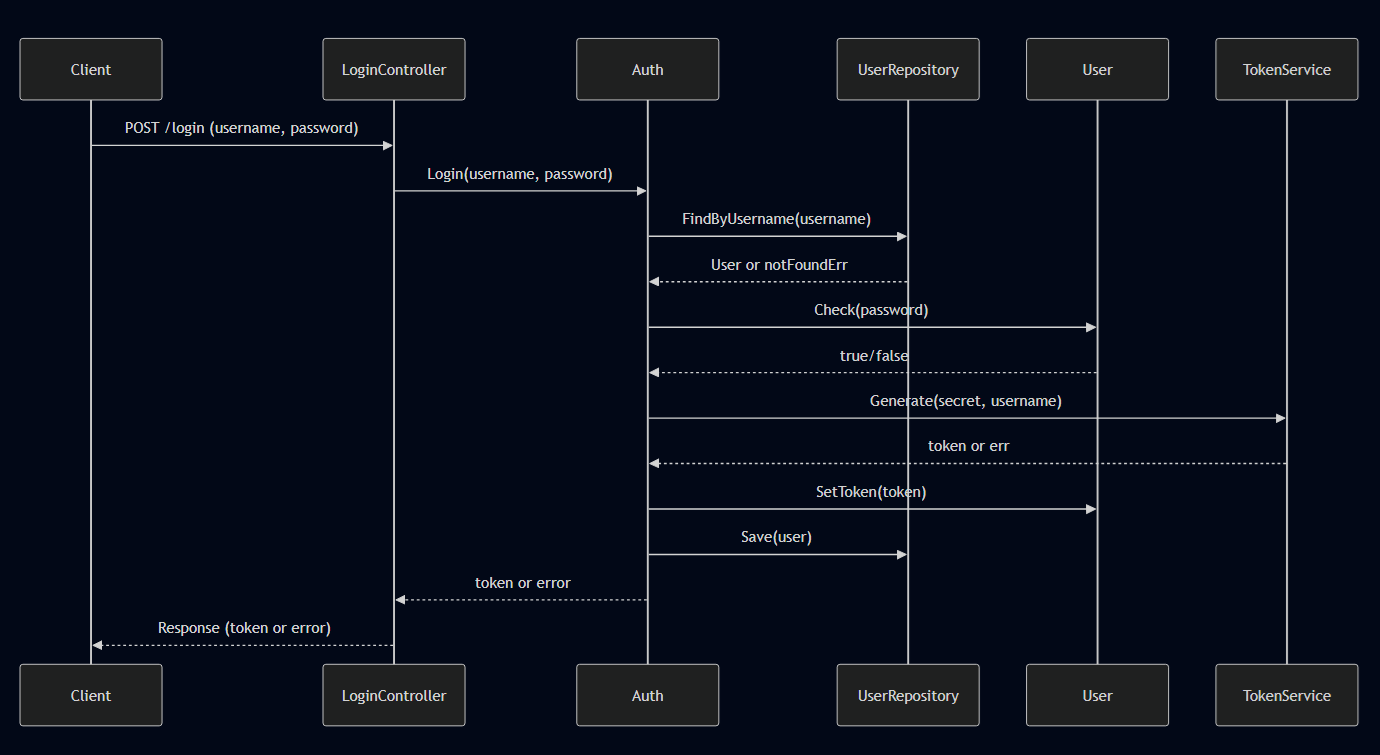 Client
LoginController
Auth
UserRepository
User
TokenService
POST /login (username, password)
Login(username, password)
FindByUsername(username)
User or notFoundErr
Check(password)
true/false
Generate(secret, username)
token or err
SetToken(token)
Save(user)
token or error
Response (token or error)
Client
LoginController
Auth
UserRepository
User
TokenService